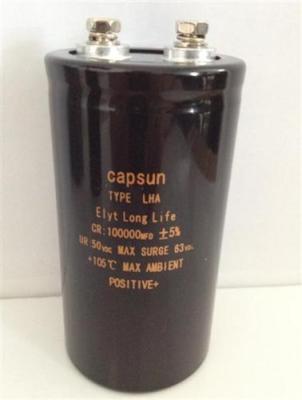 capsun
TYPE LHA
Elyt Long Life
CR:100000MFD ±5%
UR:50VDC MAX SURGE 63VDC
+105℃ MAX AMBIENT
POSITIVE+